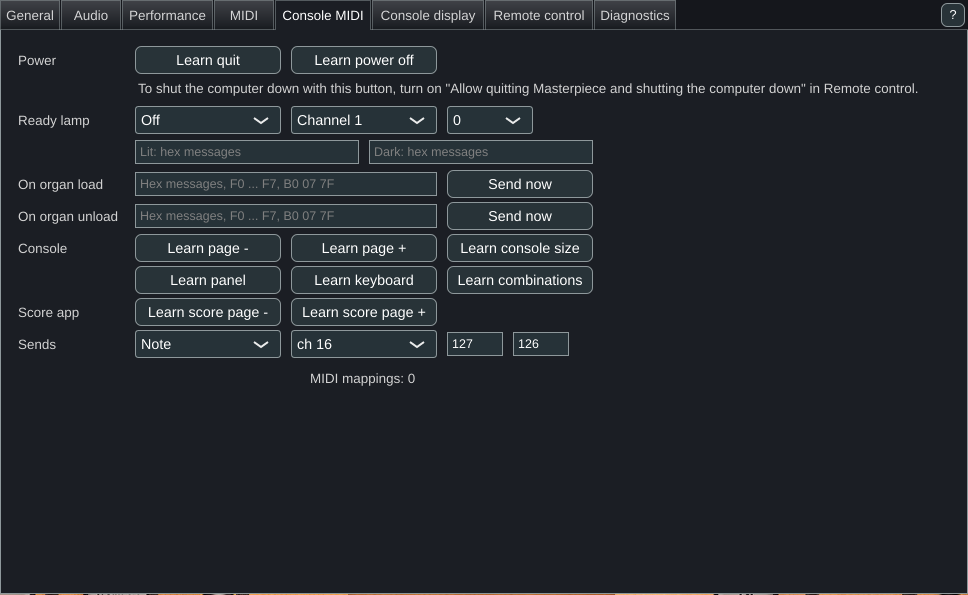 General Audio Performance MIDI Console MIDI Console display Remote control Diagnostics ?
Power Learn quit Learn power off
To shut the computer down with this button, turn on "Allow quitting Masterpiece and shutting the computer down" in Remote control.
Ready lamp Off Channel 1 0
Lit: hex messages Dark: hex messages
On organ load Hex messages, F0 ... F7, B0 07 7F Send now
On organ unload Hex messages, F0 ... F7, B0 07 7F Send now
Console Learn page - Learn page + Learn console size
Learn panel Learn keyboard Learn combinations
Score app Learn score page - Learn score page +
Sends Note ch 16 127 126
MIDI mappings: 0